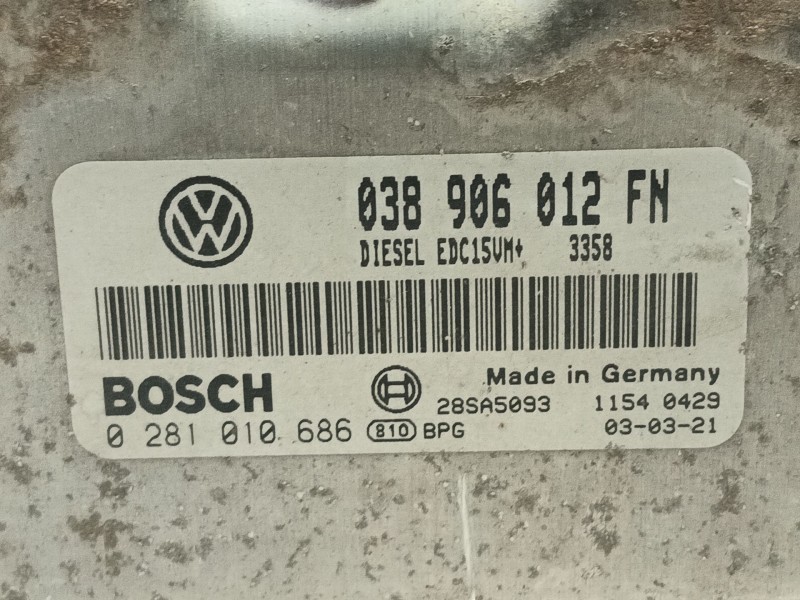 038 906 012 FN
DIESEL EDC15VM+ 3358
BOSCH
Made in Germany
28SA5093 1154 0429
0 281 010 686 810 BPG 03-03-21